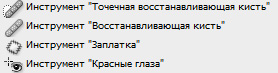 Инструмент "Точечная восстанавливающая кисть"
Инструмент "Восстанавливающая кисть"
Инструмент "Заплатка"
Инструмент "Красные глаза"